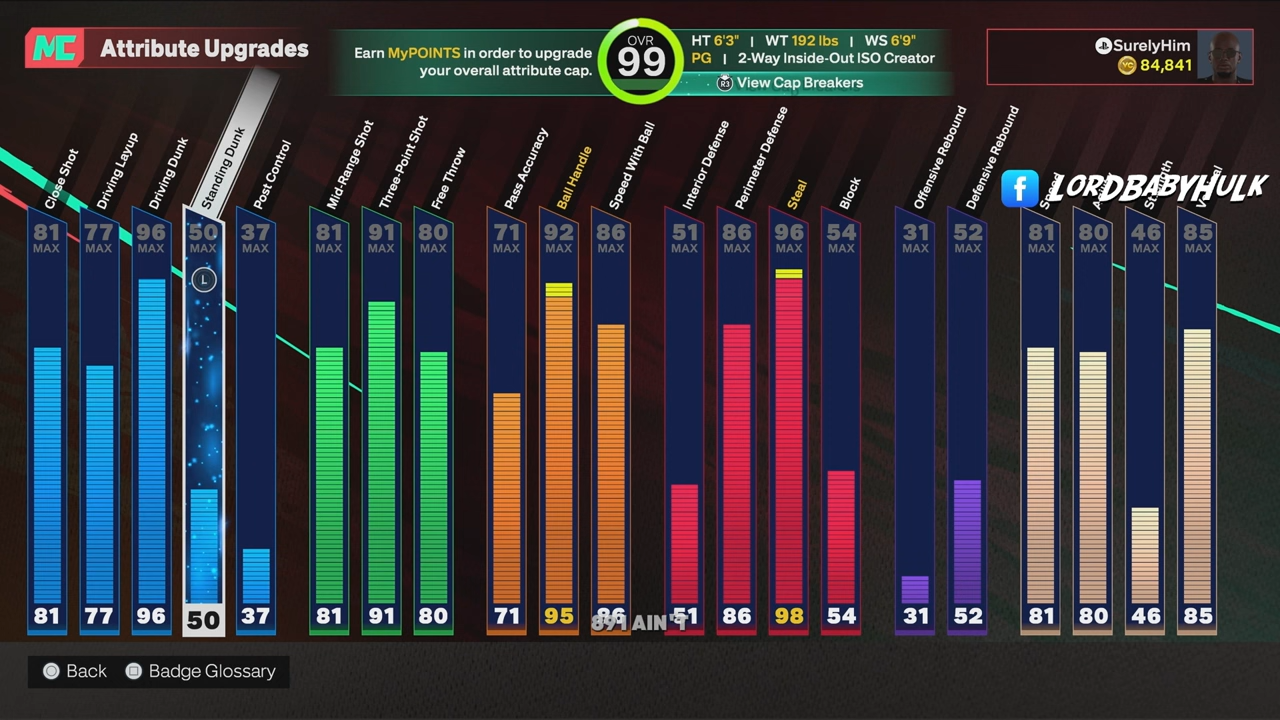 MC Attribute Upgrades
Earn MyPOINTS in order to upgrade
your overall attribute cap.
OVR
99
HT 6'3" | WT 192 lbs | WS 6'9"
PG | 2-Way Inside-Out ISO Creator
R3 View Cap Breakers
SurelyHim
VC 84,841
Close Shot
Driving Layup
Driving Dunk
Standing Dunk
Post Control
Mid-Range Shot
Three-Point Shot
Free Throw
Pass Accuracy
Ball Handle
Speed With Ball
Interior Defense
Perimeter Defense
Steal
Block
Offensive Rebound
Defensive Rebound
f LORDBABYHULK
81 77 96 50 37 81 91 80 71 92 86 51 86 96 54 31 52 81 80 46 85
MAX MAX MAX MAX MAX MAX MAX MAX MAX MAX MAX MAX MAX MAX MAX MAX MAX MAX MAX MAX MAX
L
81 77 96 50 37 81 91 80 71 95 86 51 86 98 54 31 52 81 80 46 85
891 AIN'T
Back Badge Glossary